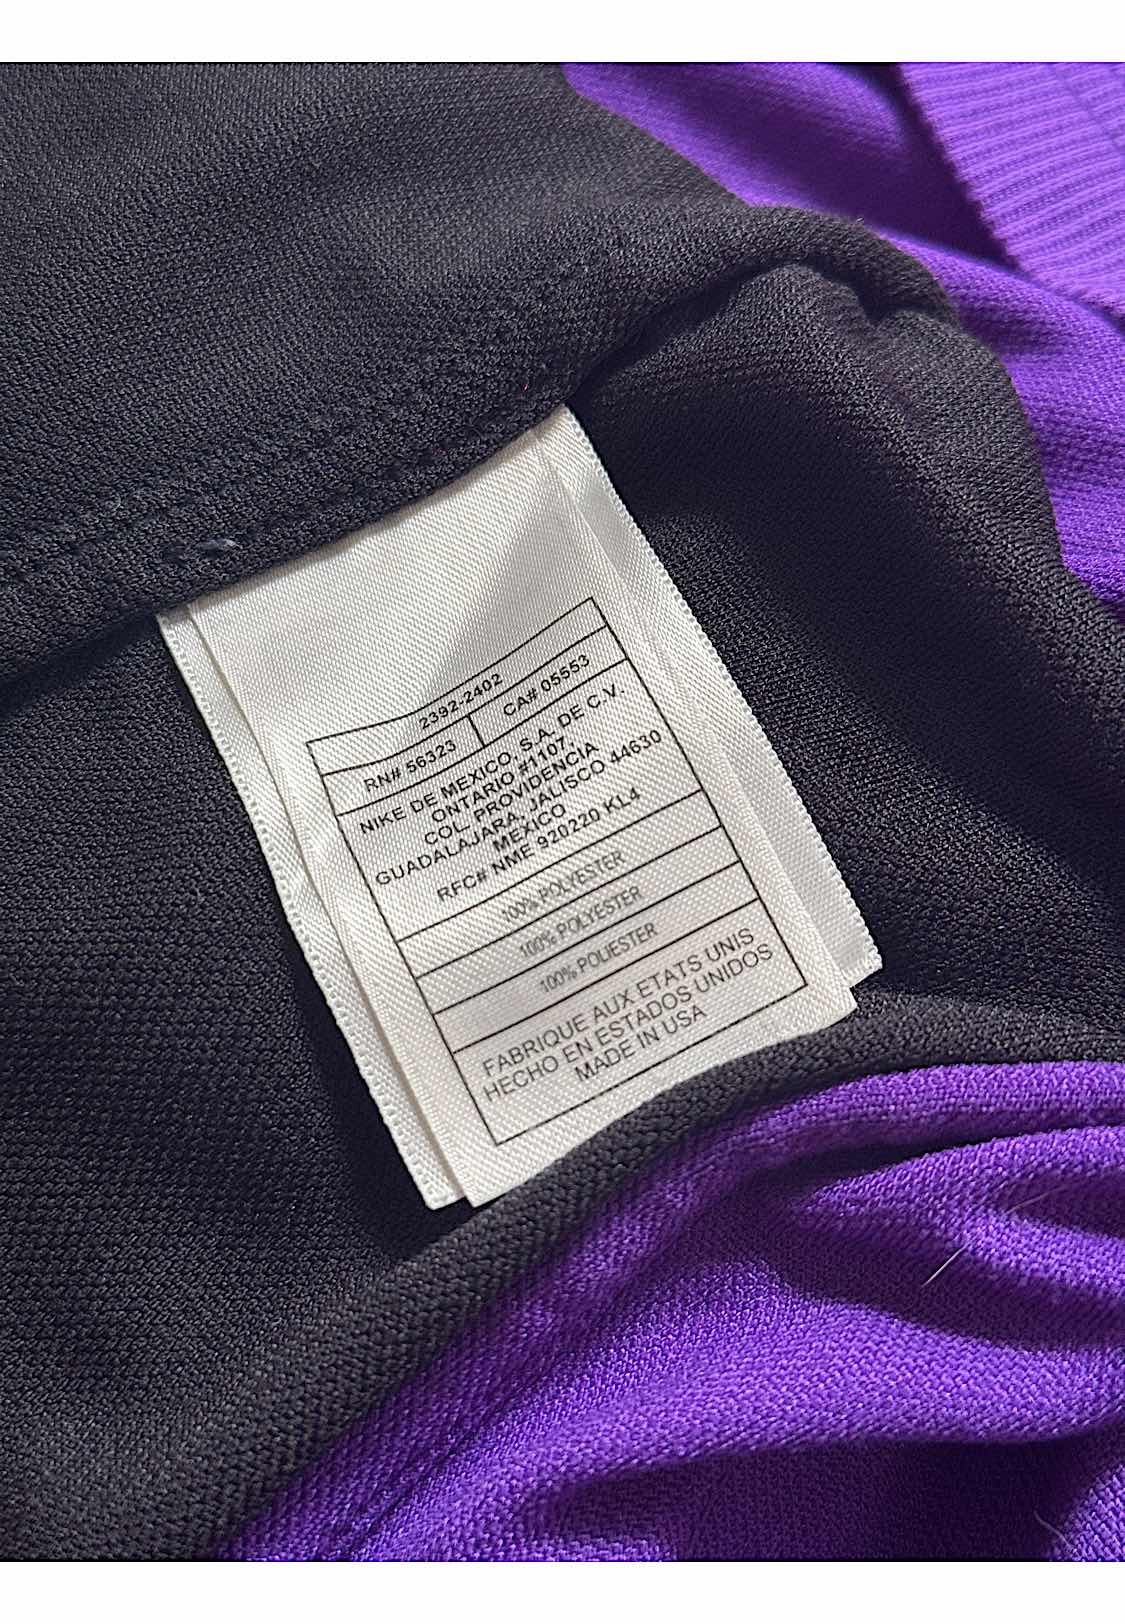 2392-2402
RN# 56323 CA# 05553
NIKE DE MEXICO, S.A. DE C.V.
ONTARIO #1107,
COL. PROVIDENCIA
GUADALAJARA, JALISCO 44630
MEXICO
RFC# NME 920220 KL4
100% POLYESTER
100% POLYESTER
100% POLIESTER
FABRIQUE AUX ETATS UNIS
HECHO EN ESTADOS UNIDOS
MADE IN USA